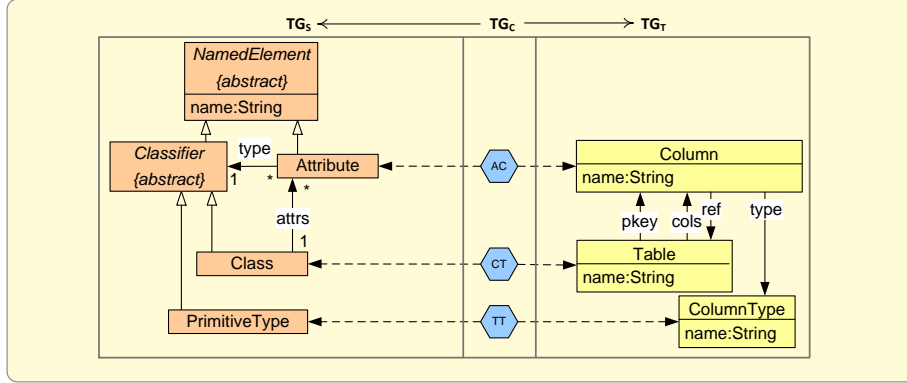 TGS TGC TGT
NamedElement
{abstract}
name:String
Classifier
{abstract}
type
1
*
*
Attribute
AC
Column
name:String
attrs
1
pkey
cols
ref
type
Class
CT
Table
name:String
PrimitiveType
TT
ColumnType
name:String